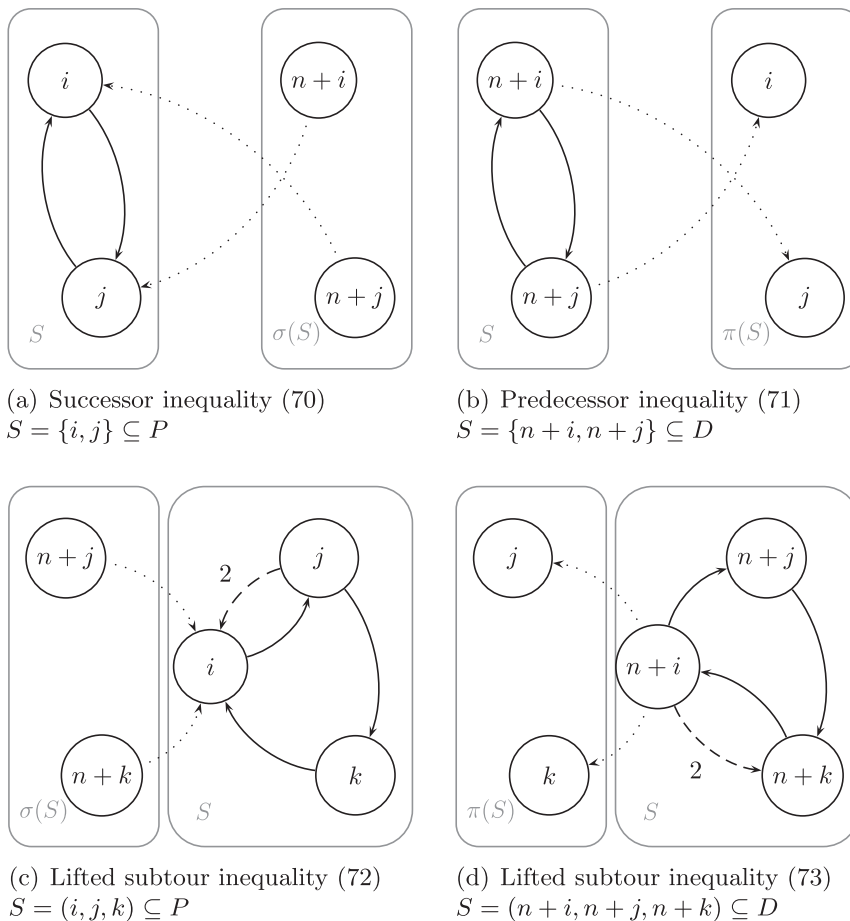 i
n + i
j
n + j
S
σ(S)
(a) Successor inequality (70)
S = {i, j} ⊆ P
n + i
i
n + j
j
S
π(S)
(b) Predecessor inequality (71)
S = {n + i, n + j} ⊆ D
n + j
j
2
i
n + k
k
σ(S)
S
(c) Lifted subtour inequality (72)
S = (i, j, k) ⊆ P
j
n + j
n + i
2
k
n + k
π(S)
S
(d) Lifted subtour inequality (73)
S = (n + i, n + j, n + k) ⊆ D